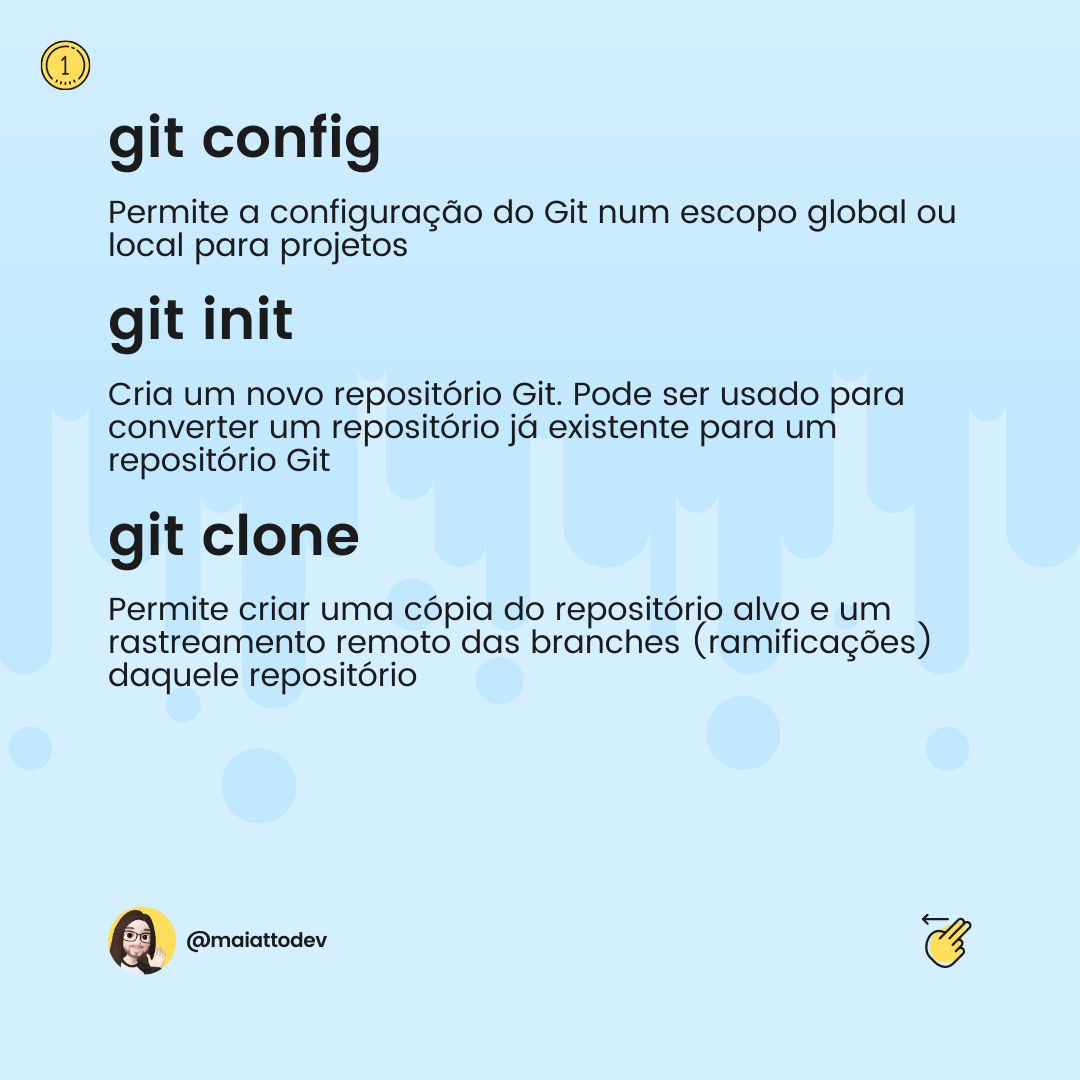 1
git config
Permite a configuração do Git num escopo global ou
local para projetos
git init
Cria um novo repositório Git. Pode ser usado para
converter um repositório já existente para um
repositório Git
git clone
Permite criar uma cópia do repositório alvo e um
rastreamento remoto das branches (ramificações)
daquele repositório
@maiattodev